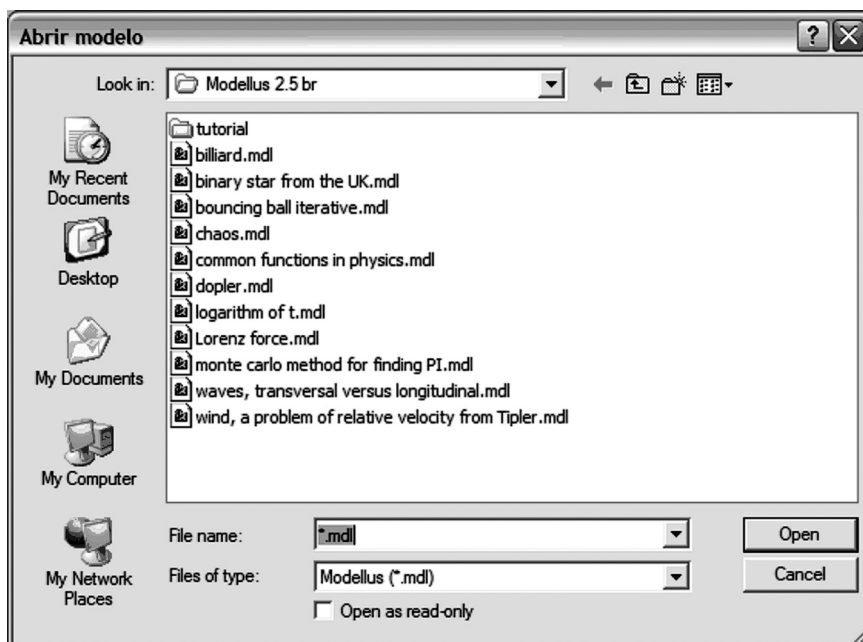 Abrir modelo
Look in: Modellus 2.5 br
My Recent
Documents
Desktop
My Documents
My Computer
My Network
Places
tutorial
billiard.mdl
binary star from the UK.mdl
bouncing ball iterative.mdl
chaos.mdl
common functions in physics.mdl
dopler.mdl
logarithm of t.mdl
Lorenz force.mdl
monte carlo method for finding PI.mdl
waves, transversal versus longitudinal.mdl
wind, a problem of relative velocity from Tipler.mdl
File name: *.mdl Open
Files of type: Modellus (*.mdl) Cancel
Open as read-only